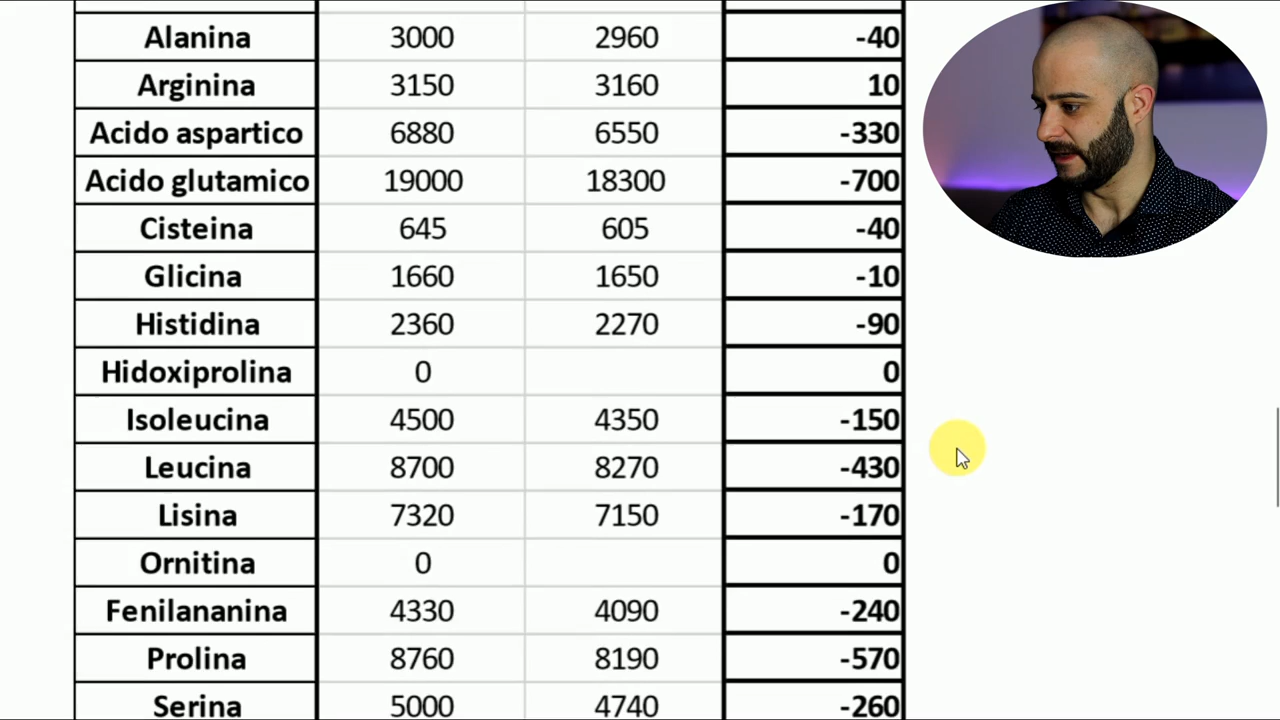 Alanina 3000 2960 -40
Arginina 3150 3160 10
Acido aspartico 6880 6550 -330
Acido glutamico 19000 18300 -700
Cisteina 645 605 -40
Glicina 1660 1650 -10
Histidina 2360 2270 -90
Hidoxiprolina 0 0
Isoleucina 4500 4350 -150
Leucina 8700 8270 -430
Lisina 7320 7150 -170
Ornitina 0 0
Fenilananina 4330 4090 -240
Prolina 8760 8190 -570
Serina 5000 4740 -260